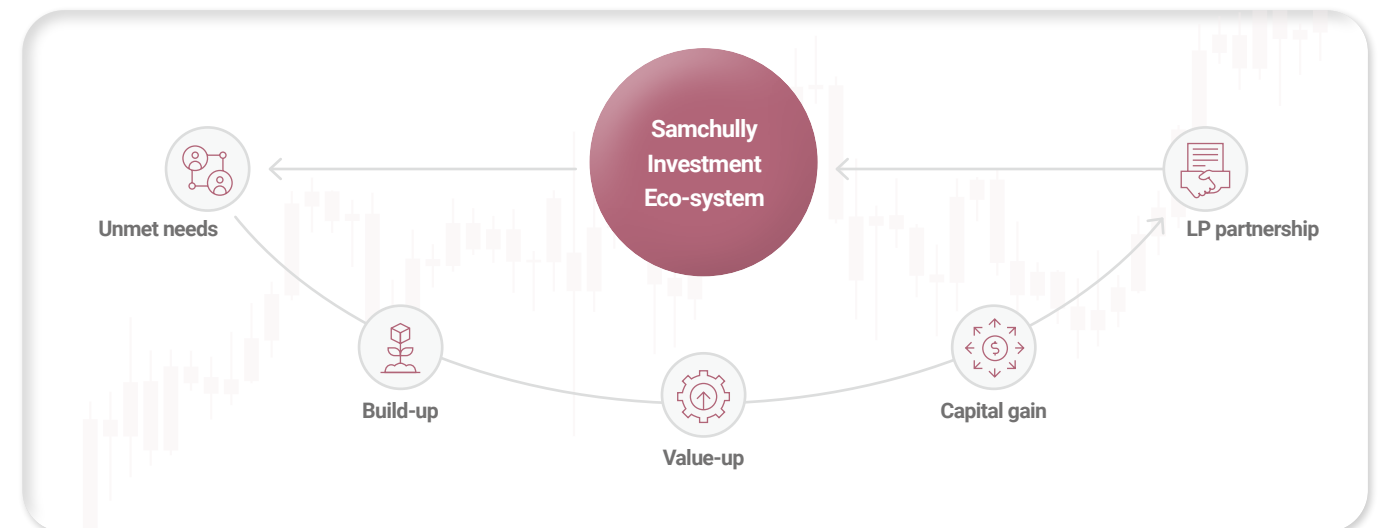 Samchully
Investment
Eco-system
Unmet needs
LP partnership
Build-up
Capital gain
Value-up